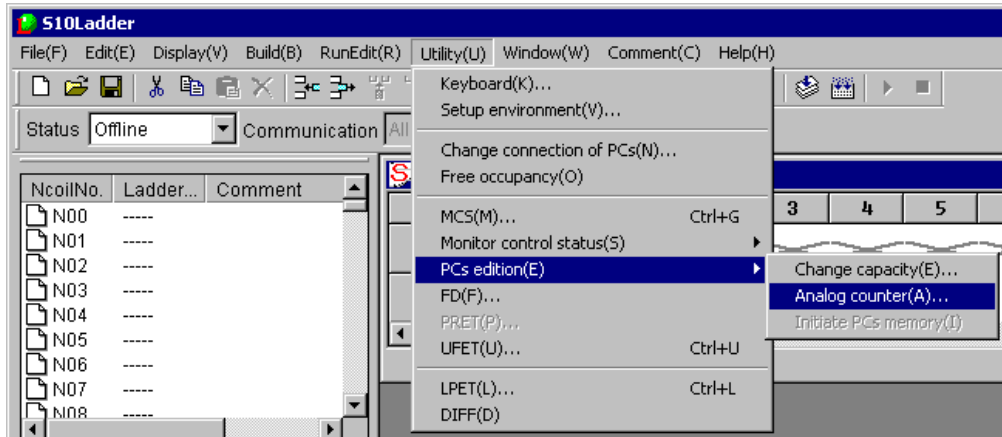 S10Ladder
File(F) Edit(E) Display(V) Build(B) RunEdit(R) Utility(U) Window(W) Comment(C) Help(H)
Status Offline Communication All
Keyboard(K)...
Setup environment(V)...
Change connection of PCs(N)...
Free occupancy(O)
MCS(M)... Ctrl+G
Monitor control status(S)
PCs edition(E)
FD(F)...
PRET(P)...
UFET(U)... Ctrl+U
LPET(L)... Ctrl+L
DIFF(D)
Change capacity(E)...
Analog counter(A)...
Initiate PCs memory(I)
NcoilNo. Ladder... Comment
N00 -----
N01 -----
N02 -----
N03 -----
N04 -----
N05 -----
N06 -----
N07 -----
N08 -----
S
3 4 5